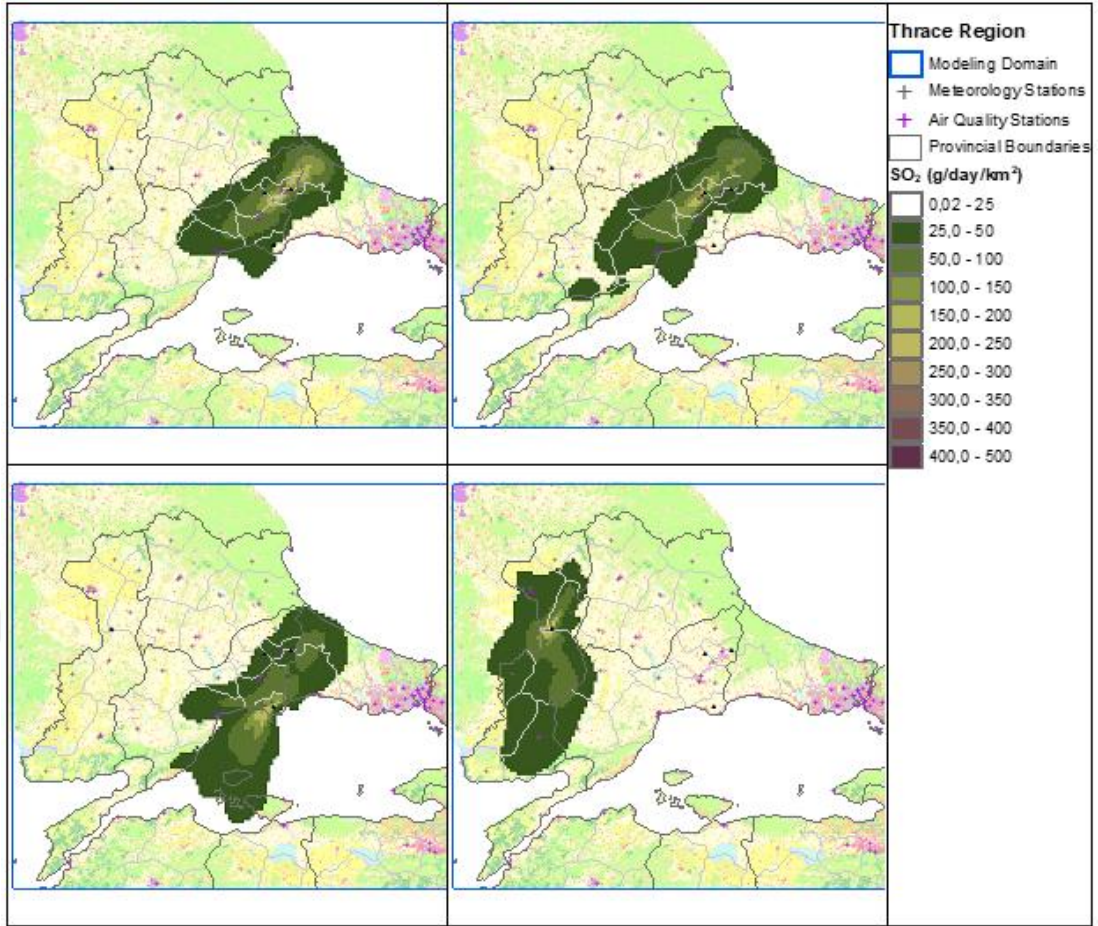 Thrace Region
Modeling Domain
Meteorology Stations
Air Quality Stations
Provincial Boundaries
SO₂ (g/day/km²)
0,02 - 25
25,0 - 50
50,0 - 100
100,0 - 150
150,0 - 200
200,0 - 250
250,0 - 300
300,0 - 350
350,0 - 400
400,0 - 500